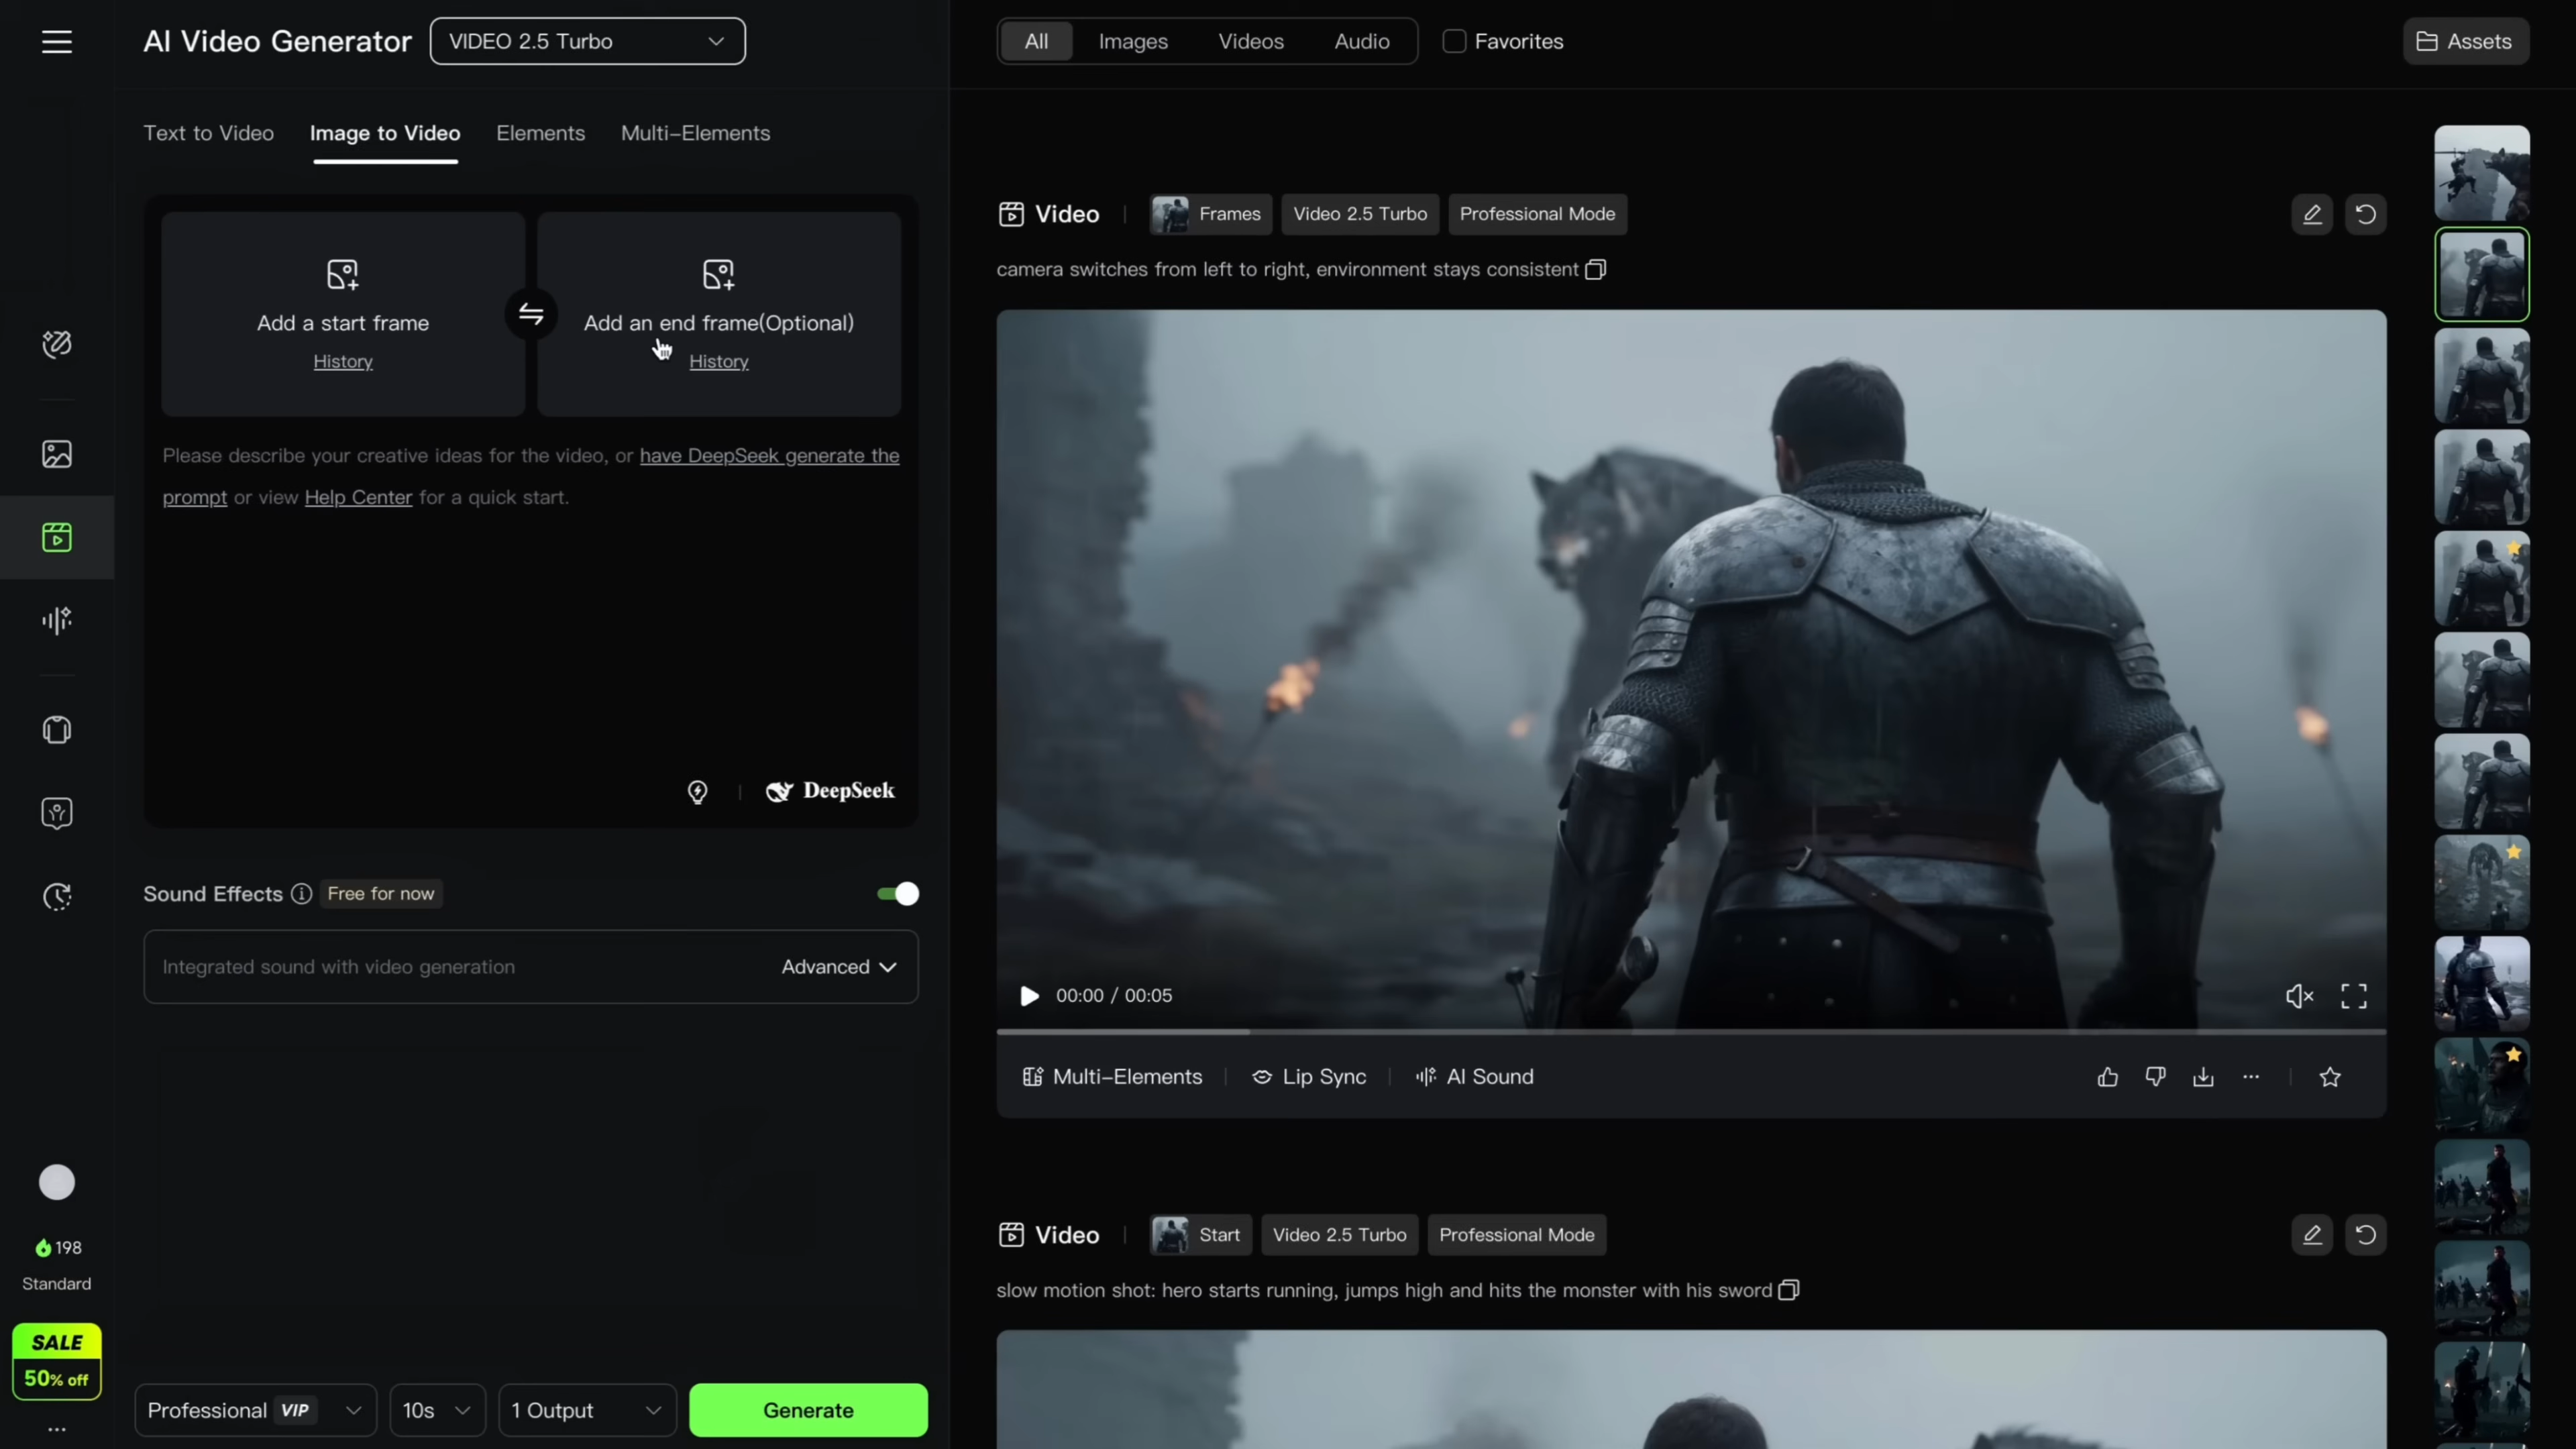 AI Video Generator
VIDEO 2.5 Turbo
All
Images
Videos
Audio
Favorites
Assets
Text to Video
Image to Video
Elements
Multi-Elements
Add a start frame
History
Add an end frame(Optional)
History
Please describe your creative ideas for the video, or have DeepSeek generate the
prompt or view Help Center for a quick start.
DeepSeek
Sound Effects
Free for now
Integrated sound with video generation
Advanced
198
Standard
SALE
50% off
Professional VIP
10s
1 Output
Generate
Video
Frames
Video 2.5 Turbo
Professional Mode
camera switches from left to right, environment stays consistent
00:00 / 00:05
Multi-Elements
Lip Sync
AI Sound
Video
Start
Video 2.5 Turbo
Professional Mode
slow motion shot: hero starts running, jumps high and hits the monster with his sword